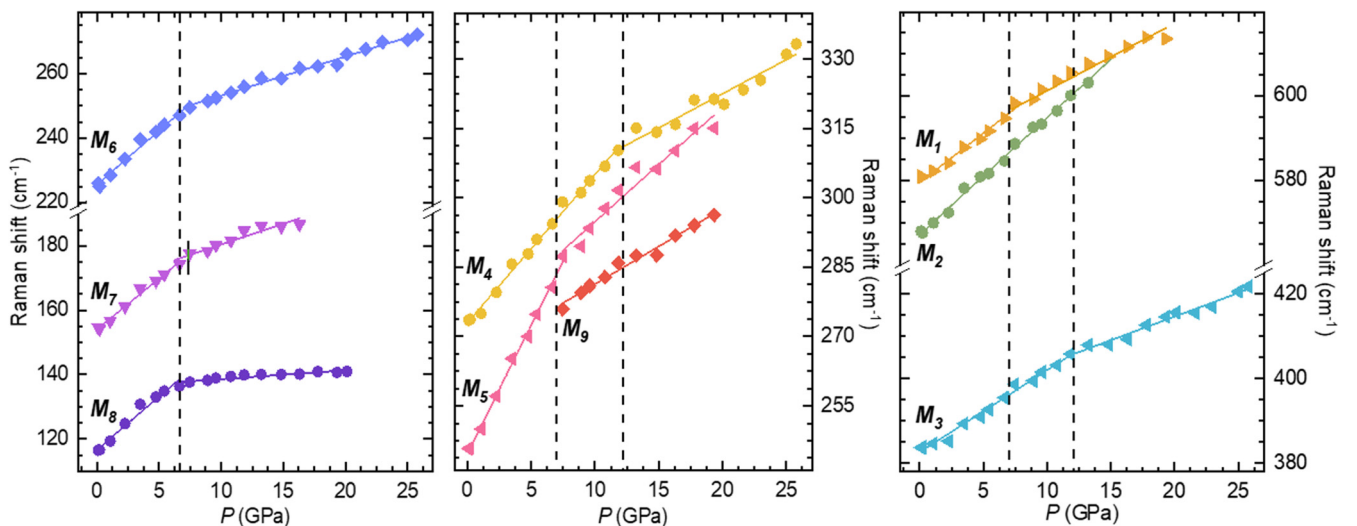 Raman shift (cm⁻¹)
260
240
220
180
160
140
120
M₆
M₇
M₈
0 5 10 15 20 25
P (GPa)
330
315
300
285
270
255
Raman shift (cm⁻¹)
M₄
M₉
M₅
0 5 10 15 20 25
P (GPa)
600
580
420
400
380
Raman shift (cm⁻¹)
M₁
M₂
M₃
0 5 10 15 20 25
P (GPa)